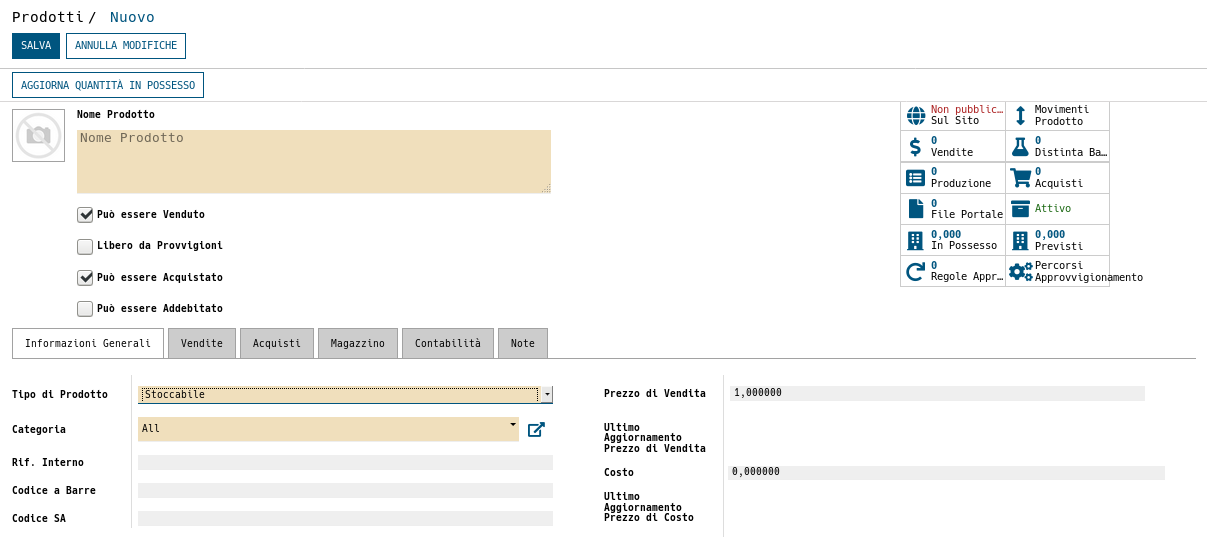 Prodotti / Nuovo
SALVA ANNULLA MODIFICHE
AGGIORNA QUANTITÀ IN POSSESSO
Nome Prodotto
Nome Prodotto
Può essere Venduto
Libero da Provvigioni
Può essere Acquistato
Può essere Addebitato
Non pubblic…
Sul Sito
Movimenti
Prodotto
0
Vendite
0
Distinta Ba…
0
Produzione
0
Acquisti
0
File Portale
Attivo
0,000
In Possesso
0,000
Previsti
0
Regole Appr…
Percorsi
Approvvigionamento
Informazioni Generali Vendite Acquisti Magazzino Contabilità Note
Tipo di Prodotto Stoccabile
Categoria All
Rif. Interno
Codice a Barre
Codice SA
Prezzo di Vendita 1,000000
Ultimo
Aggiornamento
Prezzo di Vendita
Costo 0,000000
Ultimo
Aggiornamento
Prezzo di Costo